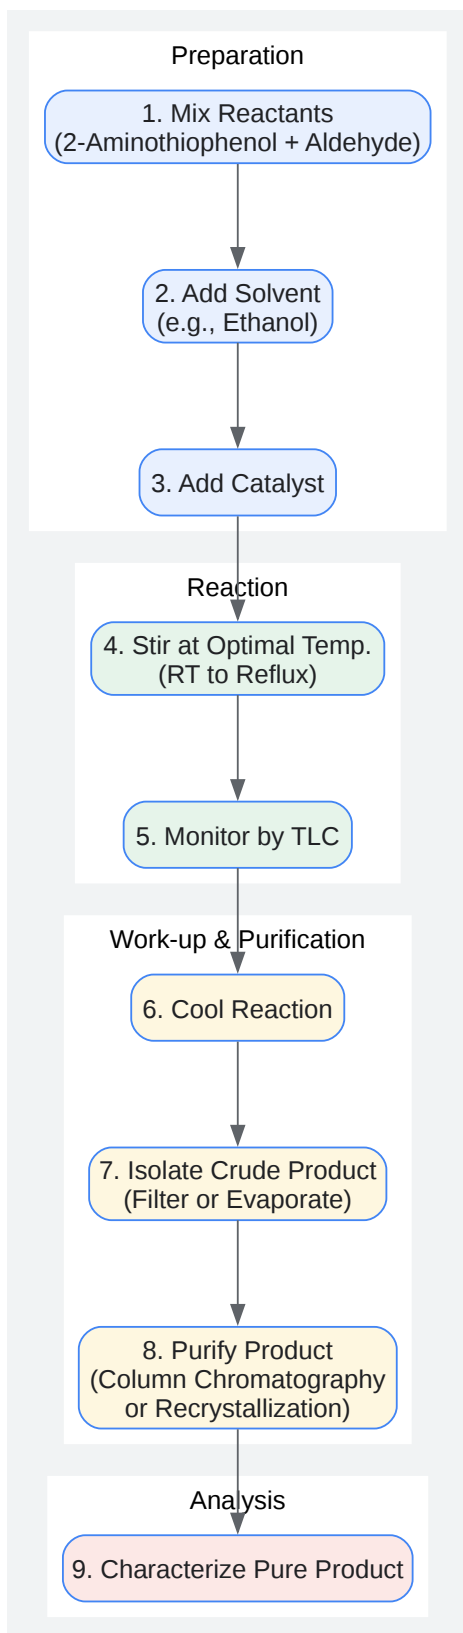 Preparation
1. Mix Reactants
(2-Aminothiophenol + Aldehyde)
2. Add Solvent
(e.g., Ethanol)
3. Add Catalyst
Reaction
4. Stir at Optimal Temp.
(RT to Reflux)
5. Monitor by TLC
Work-up & Purification
6. Cool Reaction
7. Isolate Crude Product
(Filter or Evaporate)
8. Purify Product
(Column Chromatography
or Recrystallization)
Analysis
9. Characterize Pure Product